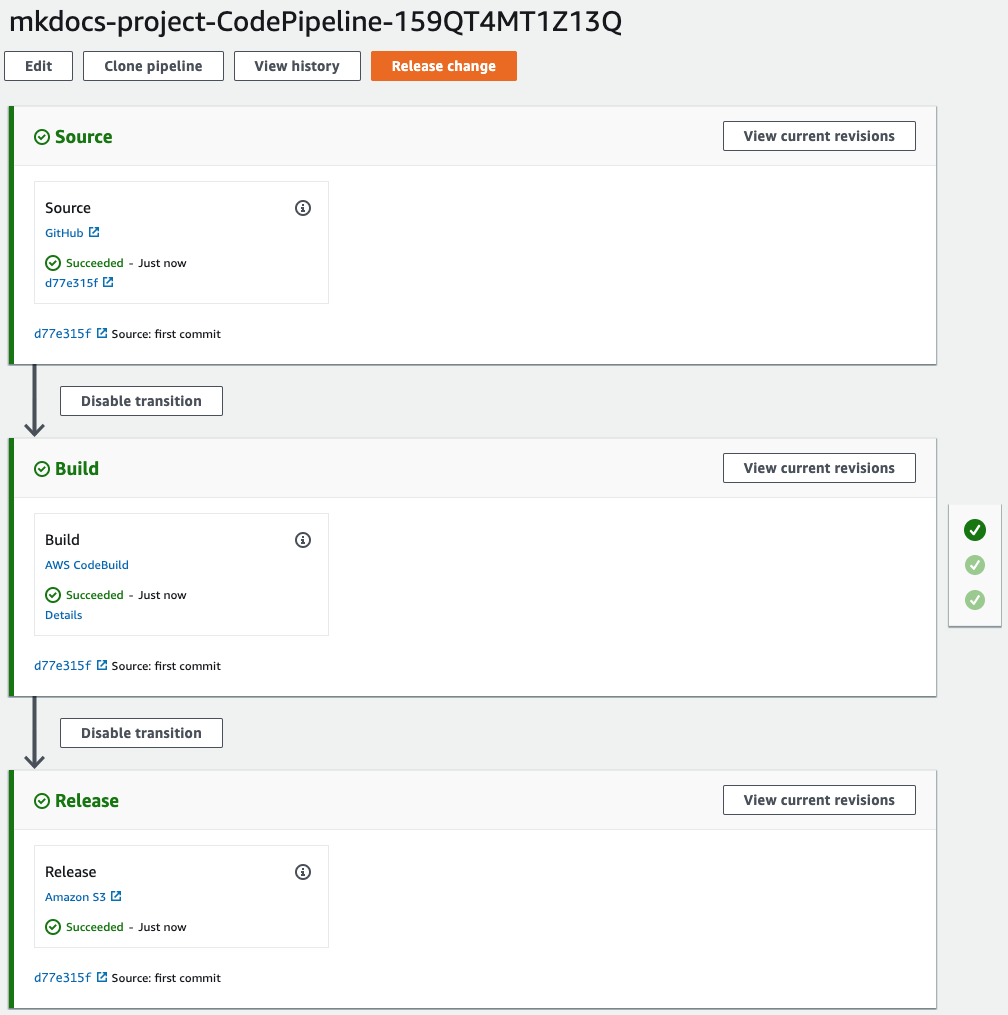 mkdocs-project-CodePipeline-159QT4MT1Z13Q
Edit Clone pipeline View history Release change
Source View current revisions
Source
GitHub
Succeeded - Just now
d77e315f
d77e315f Source: first commit
Disable transition
Build View current revisions
Build
AWS CodeBuild
Succeeded - Just now
Details
d77e315f Source: first commit
Disable transition
Release View current revisions
Release
Amazon S3
Succeeded - Just now
d77e315f Source: first commit